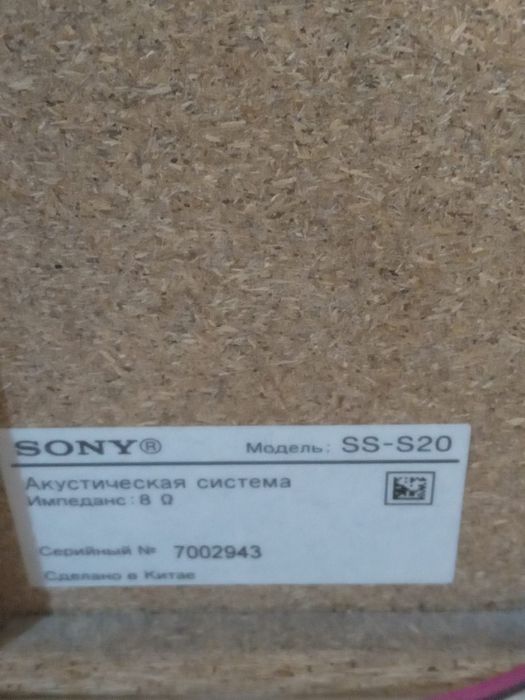 SONY® Модель: SS-S20
Акустическая система
Импеданс: 8 Ω
Серийный № 7002943
Сделано в Китае